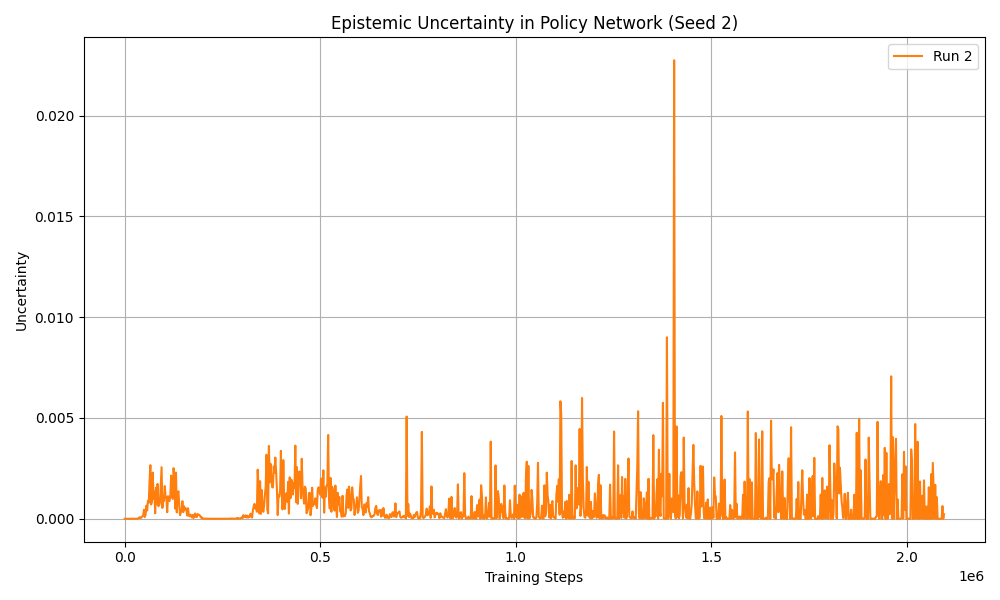 Epistemic Uncertainty in Policy Network (Seed 2)
Run 2
Uncertainty
0.020
0.015
0.010
0.005
0.000
0.0 0.5 1.0 1.5 2.0
1e6
Training Steps